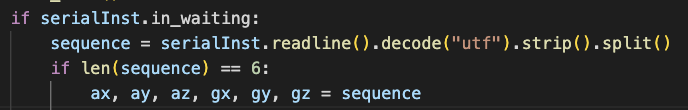 if serialInst.in_waiting:
sequence = serialInst.readline().decode("utf").strip().split()
if len(sequence) == 6:
ax, ay, az, gx, gy, gz = sequence